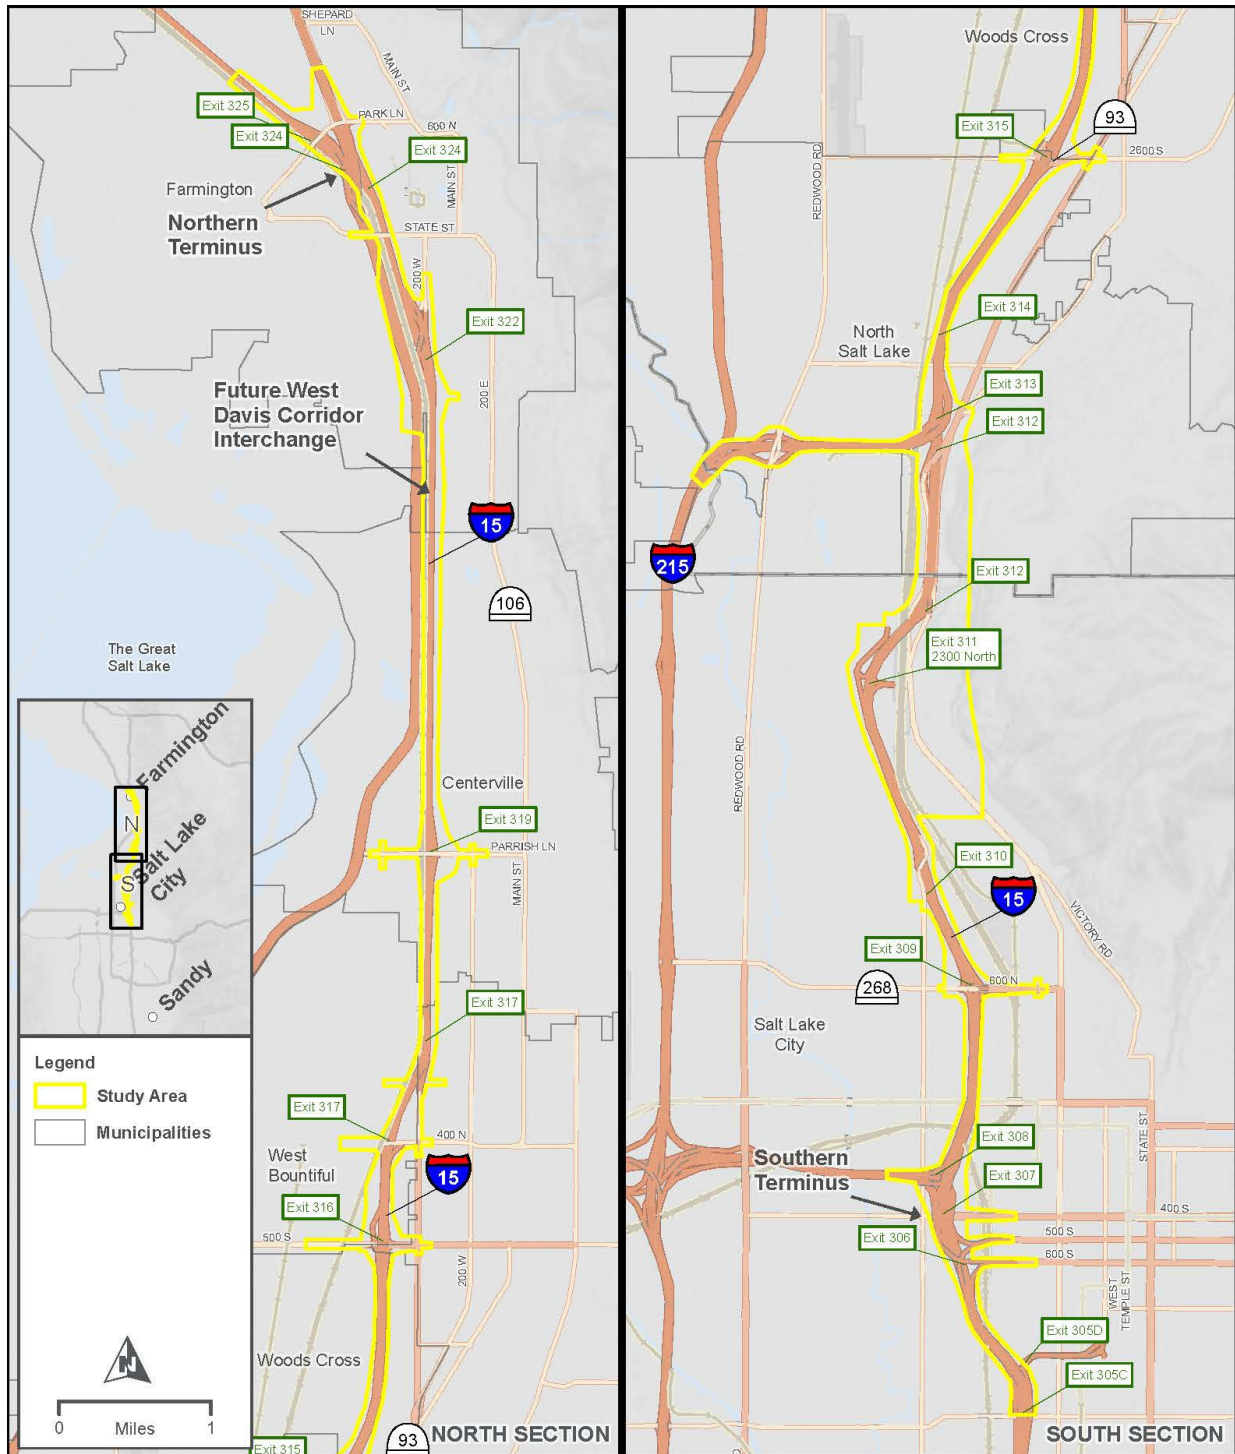 SHEPARD
LN
MAIN ST
Exit 325
PARK LN
600 N
Exit 324
Exit 324
MAIN ST
Farmington
Northern
Terminus
STATE ST
200 W
Exit 322
Future West
Davis Corridor
Interchange
200 E
15
106
The Great
Salt Lake
Centerville
Exit 319
PARRISH LN
MAIN ST
Exit 317
Exit 317
400 N
West
Bountiful
15
Exit 316
500 S
200 W
Woods Cross
Exit 315
93
NORTH SECTION
Farmington
N
Salt Lake
City
S
Sandy
Legend
Study Area
Municipalities
N
0
1
Miles
Woods Cross
93
Exit 315
2600 S
REDWOOD RD
Exit 314
North
Salt Lake
Exit 313
Exit 312
215
Exit 312
Exit 311
2300 North
REDWOOD RD
Exit 310
15
VICTORY RD
Exit 309
600 N
268
Salt Lake
City
Exit 308
STATE ST
Southern
Terminus
Exit 307
400 S
500 S
Exit 306
600 S
WEST
TEMPLE ST
Exit 305D
Exit 305C
SOUTH SECTION